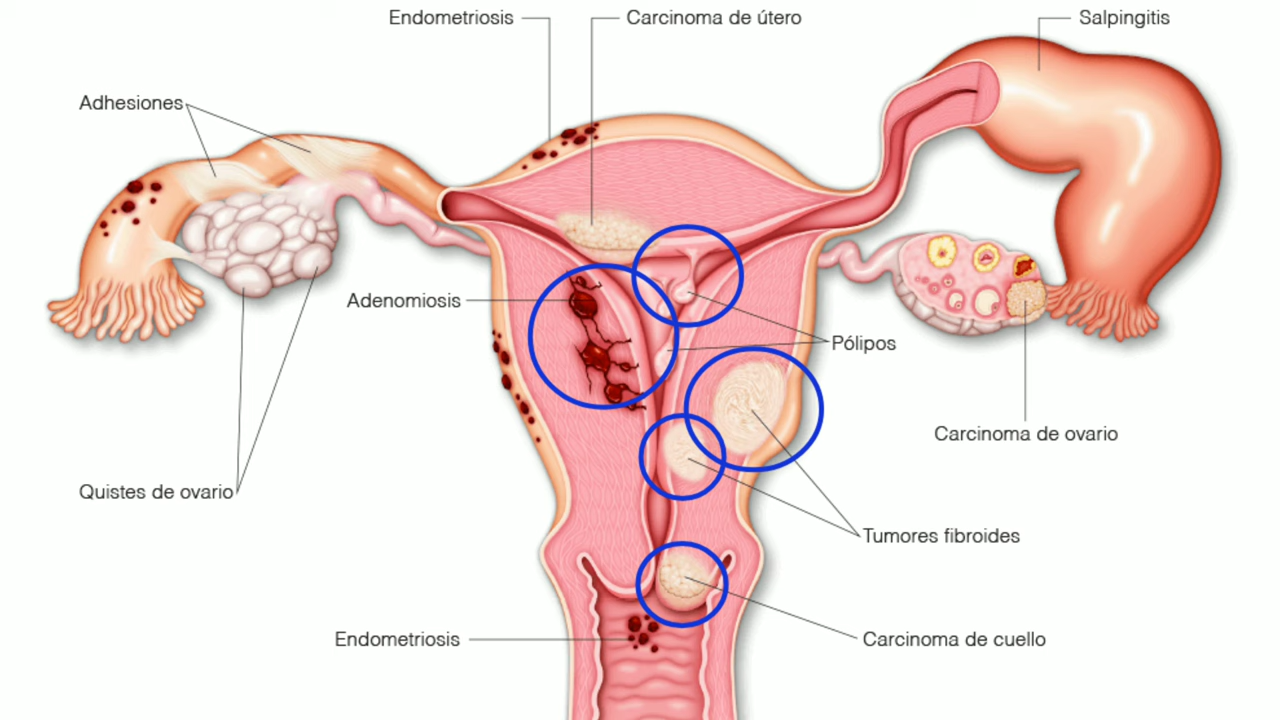 Endometriosis
Carcinoma de útero
Salpingitis
Adhesiones
Adenomiosis
Pólipos
Carcinoma de ovario
Quistes de ovario
Tumores fibroides
Endometriosis
Carcinoma de cuello